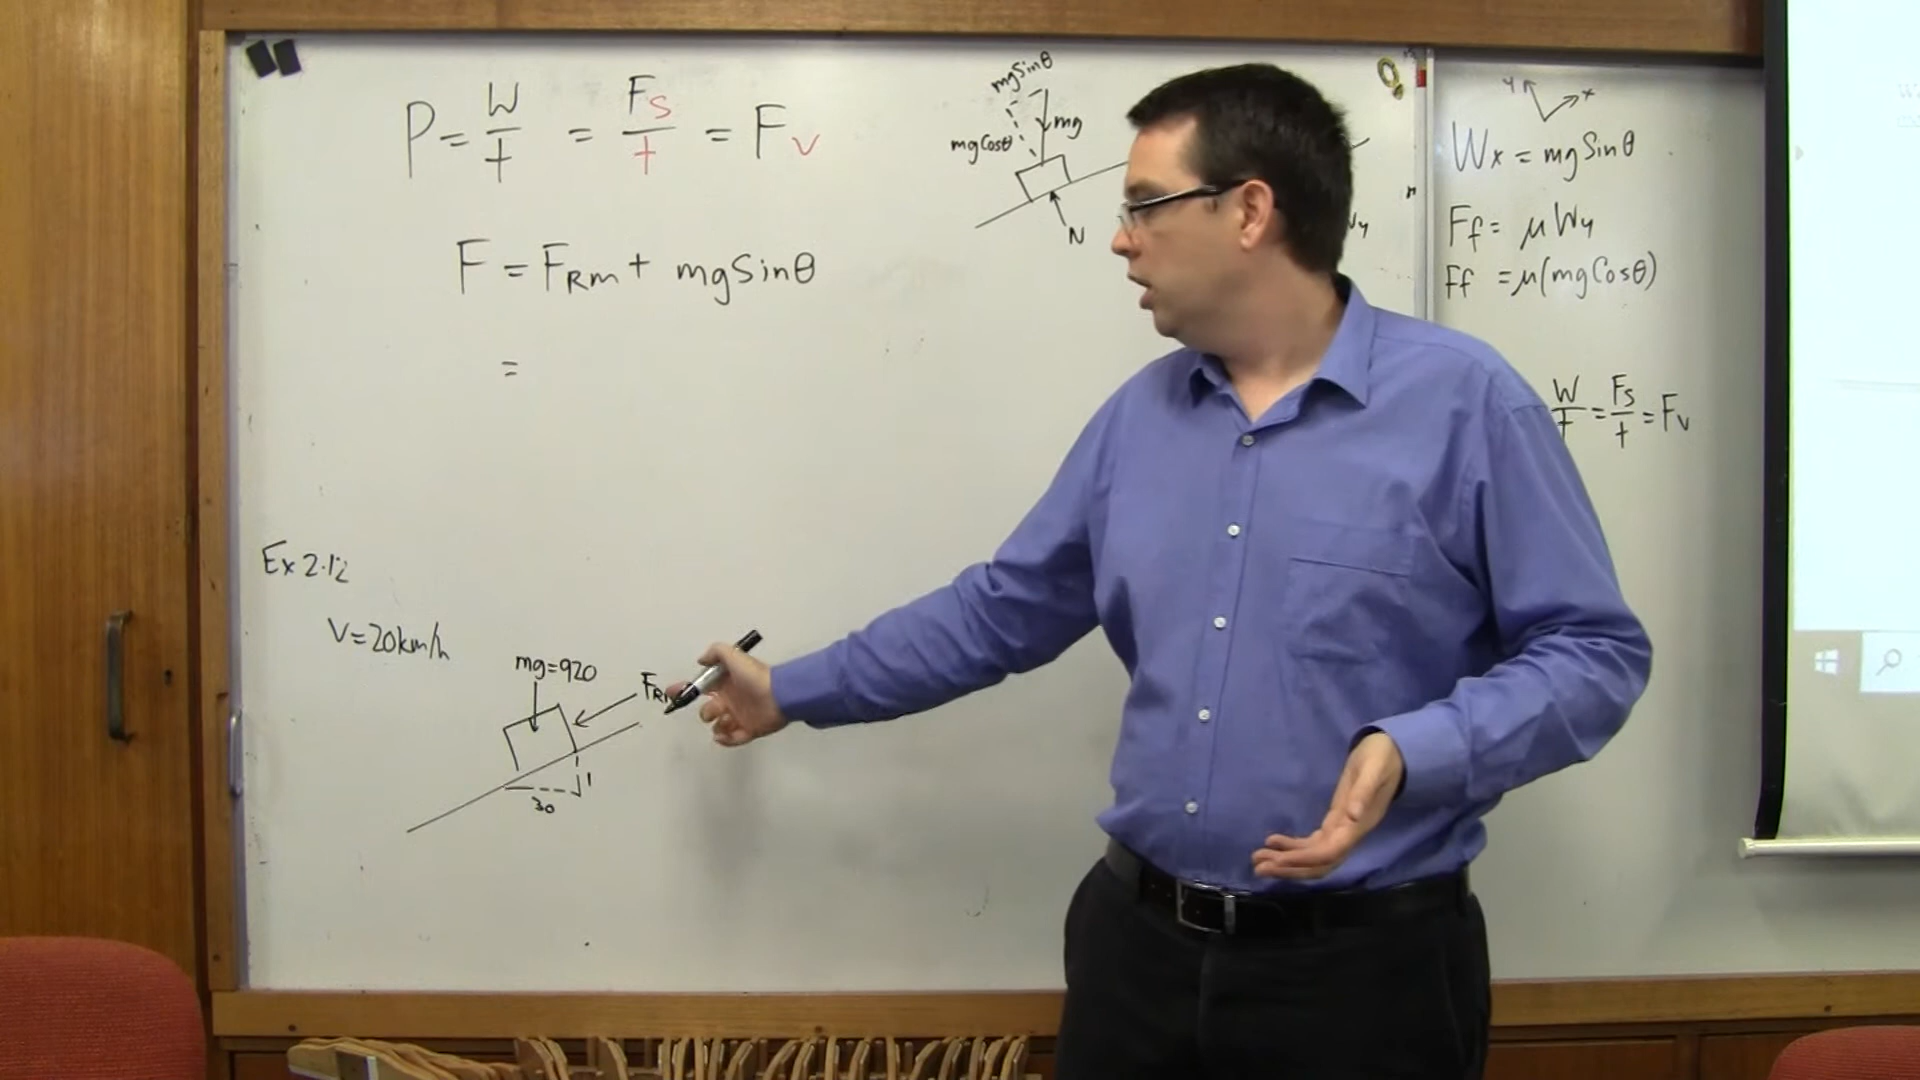 P = W/t = Fs/t = Fv
F = FRm + mgSinθ
=
Ex 2.12
V=20km/h
mg=920
30
1
mgSinθ
mgCosθ
mg
N
y
x
Wx = mgSinθ
Ff = μWy
Ff = μ(mgCosθ)
W/t = Fs/t = Fv